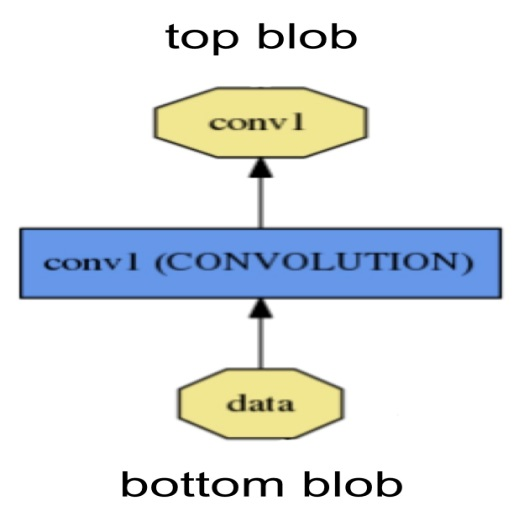 top blob
conv1
conv1 (CONVOLUTION)
data
bottom blob